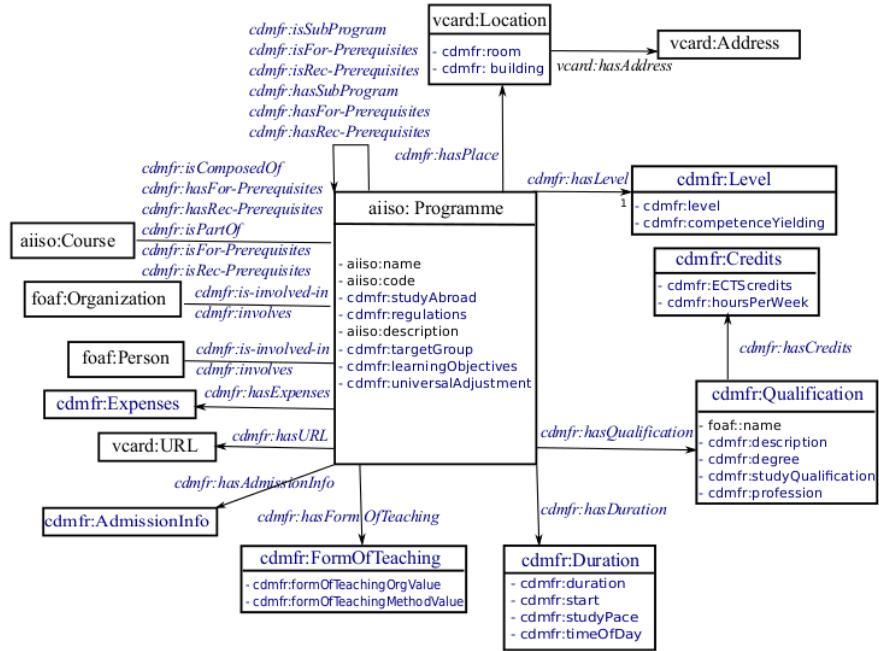 cdmfr:isSubProgram
cdmfr:isFor-Prerequisites
cdmfr:isRec-Prerequisites
cdmfr:hasSubProgram
cdmfr:hasFor-Prerequisites
cdmfr:hasRec-Prerequisites
vcard:Location
- cdmfr:room
- cdmfr: building
vcard:hasAddress
vcard:Address
cdmfr:hasPlace
cdmfr:isComposedOf
cdmfr:hasFor-Prerequisites
cdmfr:hasRec-Prerequisites
cdmfr:isPartOf
cdmfr:isFor-Prerequisites
cdmfr:isRec-Prerequisites
aiiso:Course
cdmfr:hasLevel
1
cdmfr:Level
- cdmfr:level
- cdmfr:competenceYielding
aiiso: Programme
- aiiso:name
- aiiso:code
- cdmfr:studyAbroad
- cdmfr:regulations
- aiiso:description
- cdmfr:targetGroup
- cdmfr:learningObjectives
- cdmfr:universalAdjustment
foaf:Organization
cdmfr:is-involved-in
cdmfr:involves
foaf:Person
cdmfr:is-involved-in
cdmfr:involves
cdmfr:Expenses
cdmfr:hasExpenses
vcard:URL
cdmfr:hasURL
cdmfr:hasAdmissionInfo
cdmfr:AdmissionInfo
cdmfr:Credits
- cdmfr:ECTScredits
- cdmfr:hoursPerWeek
cdmfr:hasCredits
cdmfr:hasQualification
cdmfr:Qualification
- foaf::name
- cdmfr:description
- cdmfr:degree
- cdmfr:studyQualification
- cdmfr:profession
cdmfr:hasFormOfTeaching
cdmfr:FormOfTeaching
- cdmfr:formOfTeachingOrgValue
- cdmfr:formOfTeachingMethodValue
cdmfr:hasDuration
cdmfr:Duration
- cdmfr:duration
- cdmfr:start
- cdmfr:studyPace
- cdmfr:timeOfDay